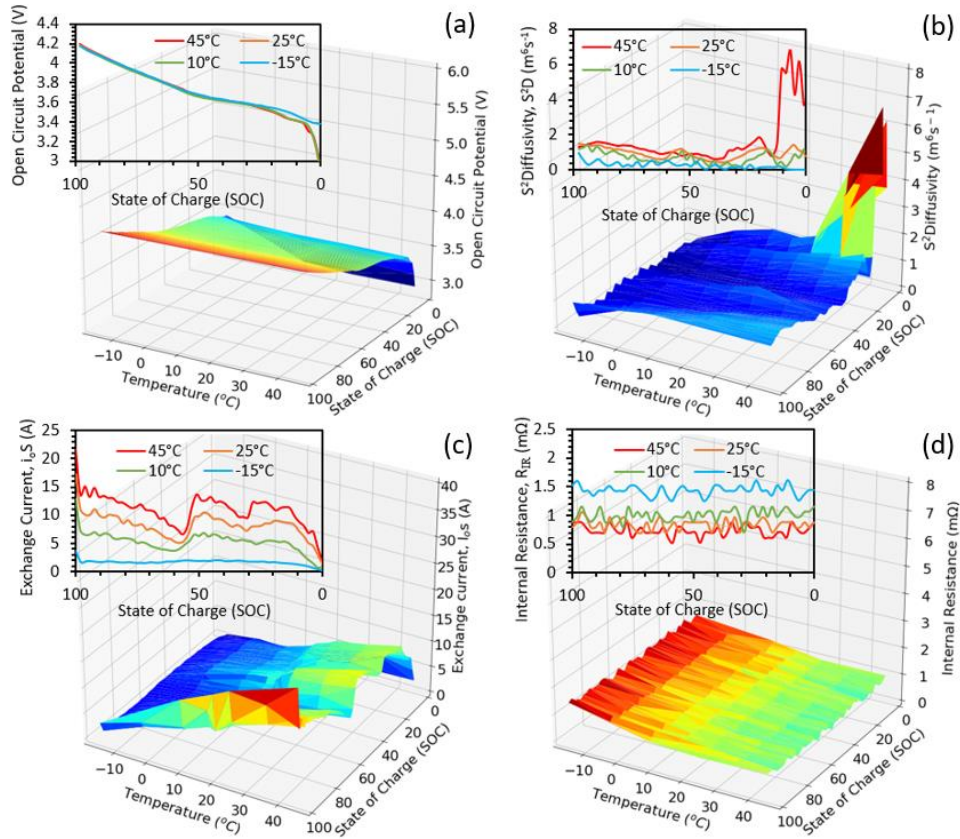 (a)
Open Circuit Potential (V)
4.4
4.2
4
3.8
3.6
3.4
3.2
3
45°C
25°C
10°C
-15°C
100
50
0
State of Charge (SOC)
6.0
5.5
5.0
4.5
4.0
3.5
3.0
Open Circuit Potential (V)
−10
0
10
20
30
40
Temperature (°C)
100
80
60
40
20
0
State of Charge (SOC)
(b)
S²Diffusivity, S²D (m⁶s⁻¹)
8
6
4
2
0
45°C
25°C
10°C
-15°C
100
50
0
State of Charge (SOC)
8
7
6
5
4
3
2
1
0
S²Diffusivity (m⁶s⁻¹)
−10
0
10
20
30
40
Temperature (°C)
100
80
60
40
20
0
State of Charge (SOC)
(c)
Exchange Current, i₀S (A)
25
20
15
10
5
0
45°C
25°C
10°C
-15°C
100
50
0
State of Charge (SOC)
40
35
30
25
20
15
10
5
0
Exchange current, i₀S (A)
−10
0
10
20
30
40
Temperature (°C)
100
80
60
40
20
0
State of Charge (SOC)
(d)
Internal Resistance, R_IR (mΩ)
2.5
2
1.5
1
0.5
0
45°C
25°C
10°C
-15°C
100
50
0
State of Charge (SOC)
8
7
6
5
4
3
2
1
0
Internal Resistance (mΩ)
−10
0
10
20
30
40
Temperature (°C)
100
80
60
40
20
0
State of Charge (SOC)